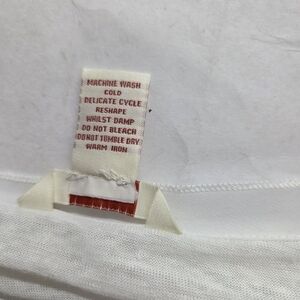 MACHINE WASH
COLD
DELICATE CYCLE
RESHAPE
WHILST DAMP
DO NOT BLEACH
DO NOT TUMBLE DRY
WARM IRON